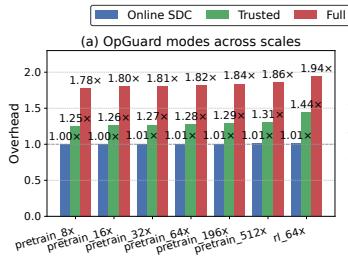 Online SDC Trusted Full
(a) OpGuard modes across scales
Overhead
2.0
1.5
1.0
0.5
0.0
1.78× 1.80× 1.81× 1.82× 1.84× 1.86× 1.94×
1.25× 1.26× 1.27× 1.28× 1.29× 1.31× 1.44×
1.00× 1.00× 1.01× 1.01× 1.01× 1.01× 1.01×
pretrain_8x
pretrain_16x
pretrain_32x
pretrain_64x
pretrain_196x
pretrain_512x
rl_64x